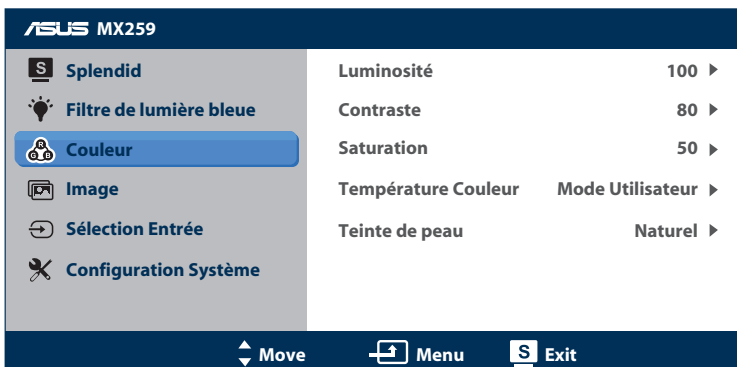 ASUS MX259
S Splendid
Filtre de lumière bleue
R G B Couleur
Image
Sélection Entrée
Configuration Système
Luminosité 100
Contraste 80
Saturation 50
Température Couleur Mode Utilisateur
Teinte de peau Naturel
Move Menu S Exit